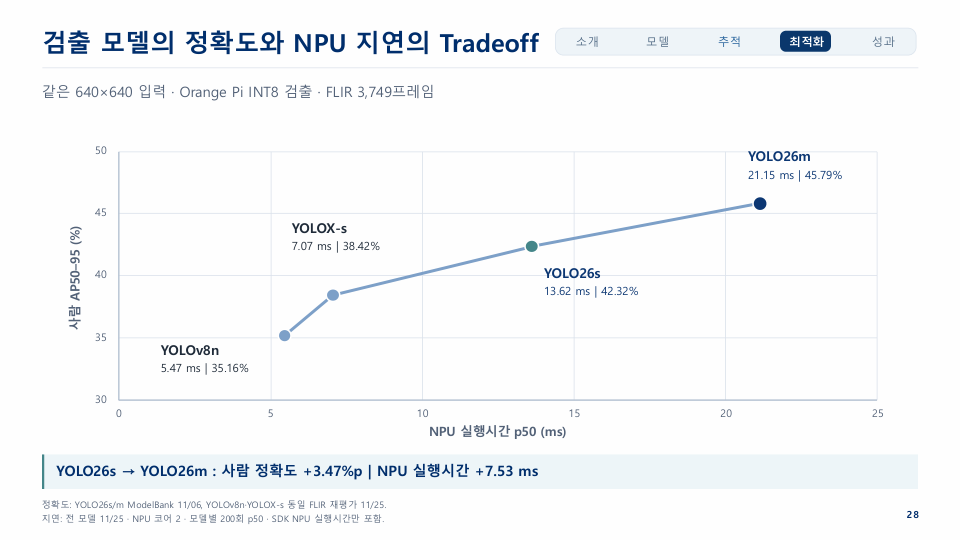 검출 모델의 정확도와 NPU 지연의 Tradeoff
소개 모델 추적 최적화 성과
같은 640×640 입력 · Orange Pi INT8 검출 · FLIR 3,749프레임
50
45
40
35
30
사람 AP50–95 (%)
YOLO26m
21.15 ms | 45.79%
YOLOX-s
7.07 ms | 38.42%
YOLO26s
13.62 ms | 42.32%
YOLOv8n
5.47 ms | 35.16%
0 5 10 15 20 25
NPU 실행시간 p50 (ms)
YOLO26s → YOLO26m : 사람 정확도 +3.47%p | NPU 실행시간 +7.53 ms
정확도: YOLO26s/m ModelBank 11/06, YOLOv8n·YOLOX-s 동일 FLIR 재평가 11/25.
지연: 전 모델 11/25 · NPU 코어 2 · 모델별 200회 p50 · SDK NPU 실행시간만 포함.
28